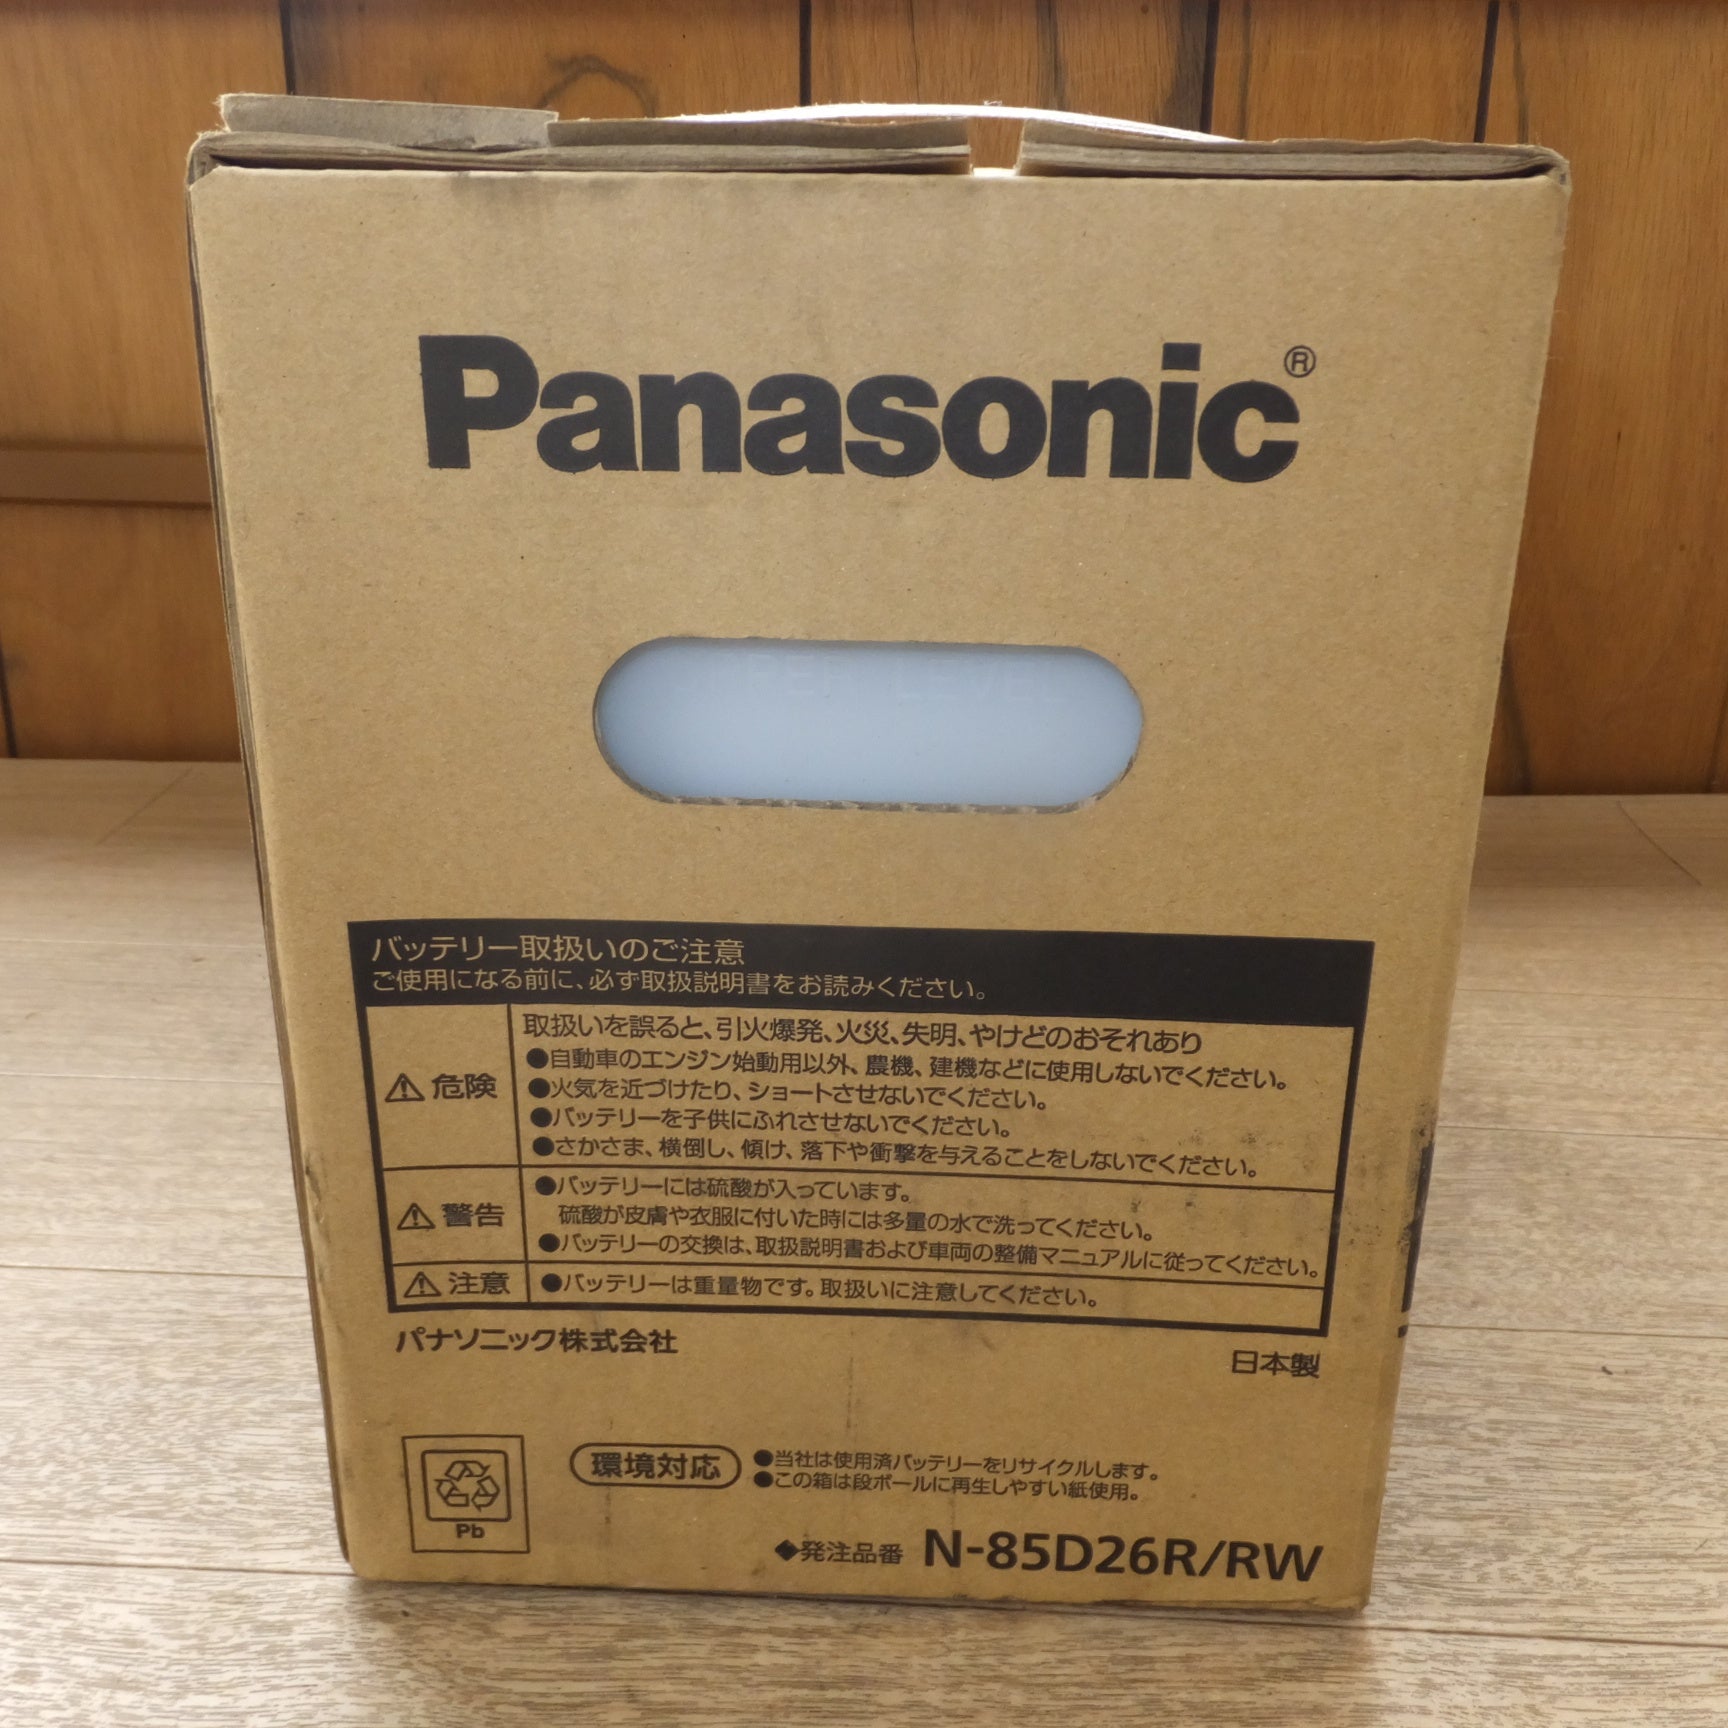 Panasonic®
UPPER LEVEL
バッテリー取扱いのご注意
ご使用になる前に、必ず取扱説明書をお読みください。
危険
取扱いを誤ると、引火爆発、火災、失明、やけどのおそれあり
●自動車のエンジン始動用以外、農機、建機などに使用しないでください。
●火気を近づけたり、ショートさせないでください。
●バッテリーを子供にふれさせないでください。
●さかさま、横倒し、傾け、落下や衝撃を与えることをしないでください。
警告
●バッテリーには硫酸が入っています。
硫酸が皮膚や衣服に付いた時には多量の水で洗ってください。
●バッテリーの交換は、取扱説明書および車両の整備マニュアルに従ってください。
注意
●バッテリーは重量物です。取扱いに注意してください。
パナソニック株式会社
日本製
Pb
環境対応
●当社は使用済バッテリーをリサイクルします。
●この箱は段ボールに再生しやすい紙使用。
◆発注品番 N-85D26R/RW